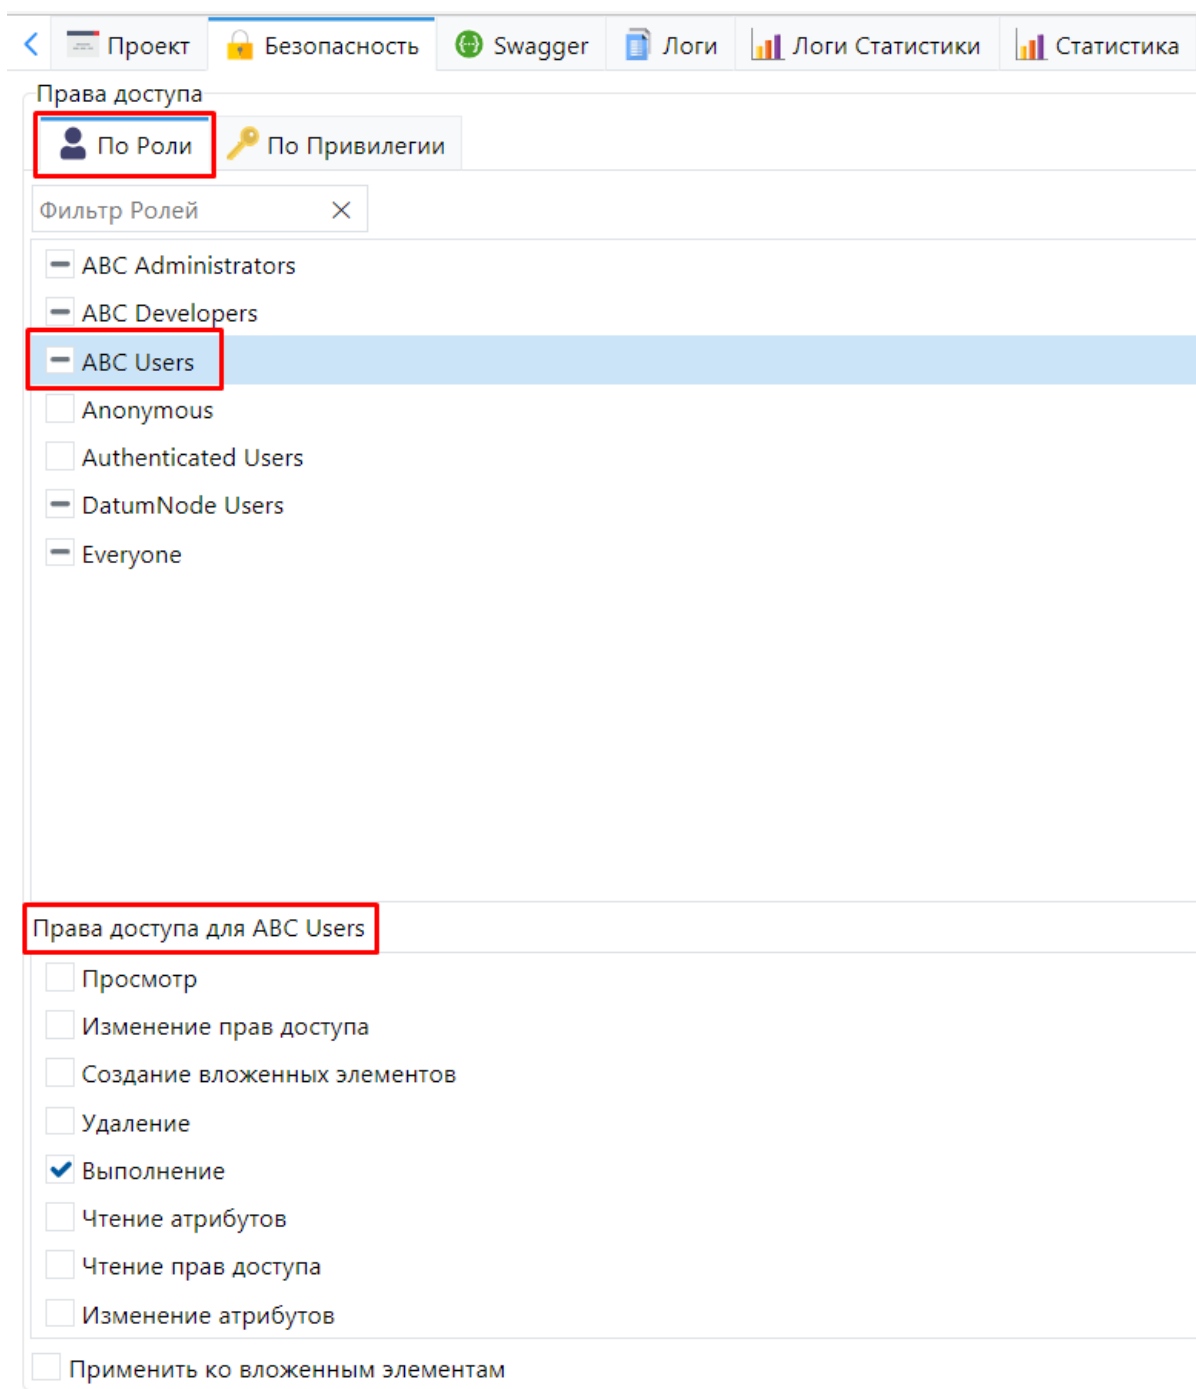 Проект Безопасность Swagger Логи Логи Статистики Статистика
Права доступа
По Роли По Привилегии
Фильтр Ролей
ABC Administrators
ABC Developers
ABC Users
Anonymous
Authenticated Users
DatumNode Users
Everyone
Права доступа для ABC Users
Просмотр
Изменение прав доступа
Создание вложенных элементов
Удаление
Выполнение
Чтение атрибутов
Чтение прав доступа
Изменение атрибутов
Применить ко вложенным элементам